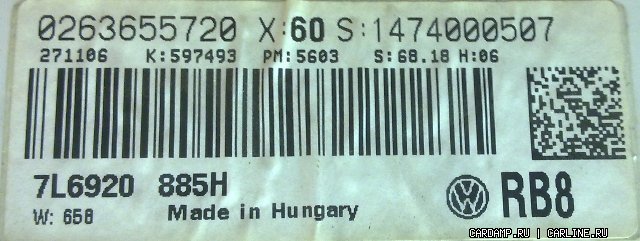 0263655720 X:60 S:1474000507
271106 K:597493 PM:5603 S:68.18 H:06
7L6920 885H RB8
W: 658 Made in Hungary
CARDAMP.RU | CARLINE.RU